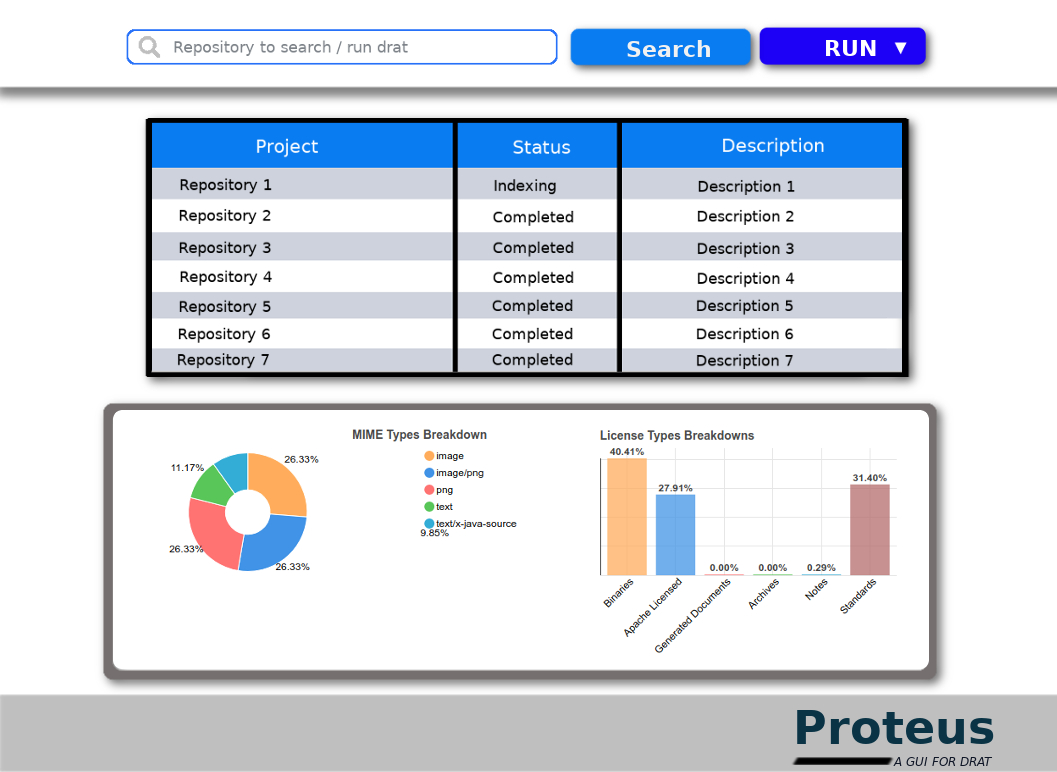 Repository to search / run drat
Search
RUN ▼
Project Status Description
Repository 1 Indexing Description 1
Repository 2 Completed Description 2
Repository 3 Completed Description 3
Repository 4 Completed Description 4
Repository 5 Completed Description 5
Repository 6 Completed Description 6
Repository 7 Completed Description 7
MIME Types Breakdown
26.33%
11.17%
26.33%
26.33%
image
image/png
png
text
text/x-java-source
9.85%
License Types Breakdowns
40.41%
27.91%
0.00%
0.00%
0.29%
31.40%
Binaries
Apache Licensed
Generated Documents
Archives
Notes
Standards
Proteus
A GUI FOR DRAT